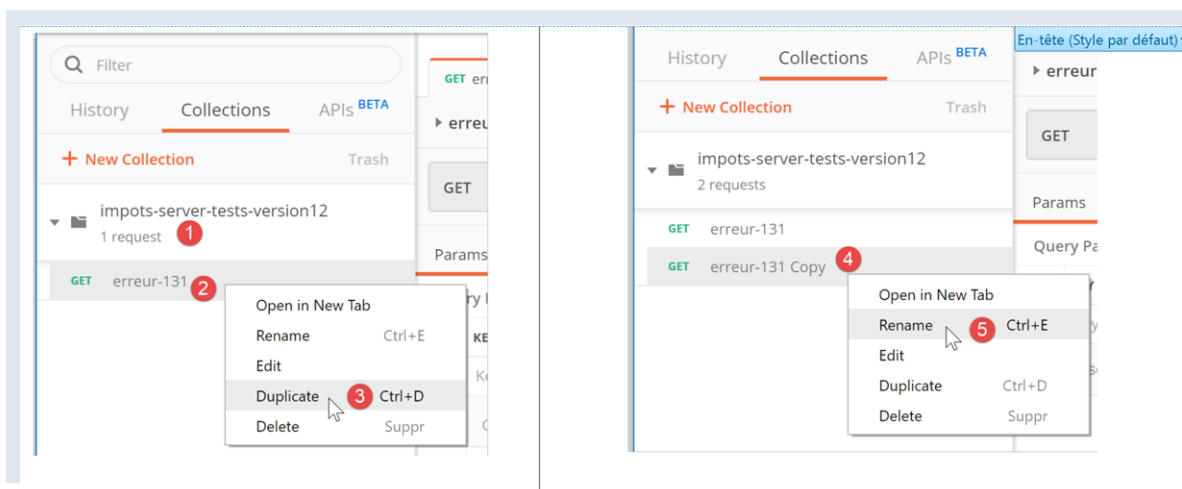 Filter
GET er
History Collections APIs BETA
erreu
+ New Collection Trash
GET
impots-server-tests-version12
1 request 1
Params
GET erreur-131 2
Open in New Tab
ry
Rename Ctrl+E
KE
Edit
Ke
Duplicate 3 Ctrl+D
Delete Suppr
En-tête (Style par défaut)
History Collections APIs BETA
erreur
+ New Collection Trash
GET
impots-server-tests-version12
2 requests
Params
GET erreur-131
Query Pa
GET erreur-131 Copy 4
Open in New Tab
Rename 5 Ctrl+E
Edit
Duplicate Ctrl+D
Delete Suppr